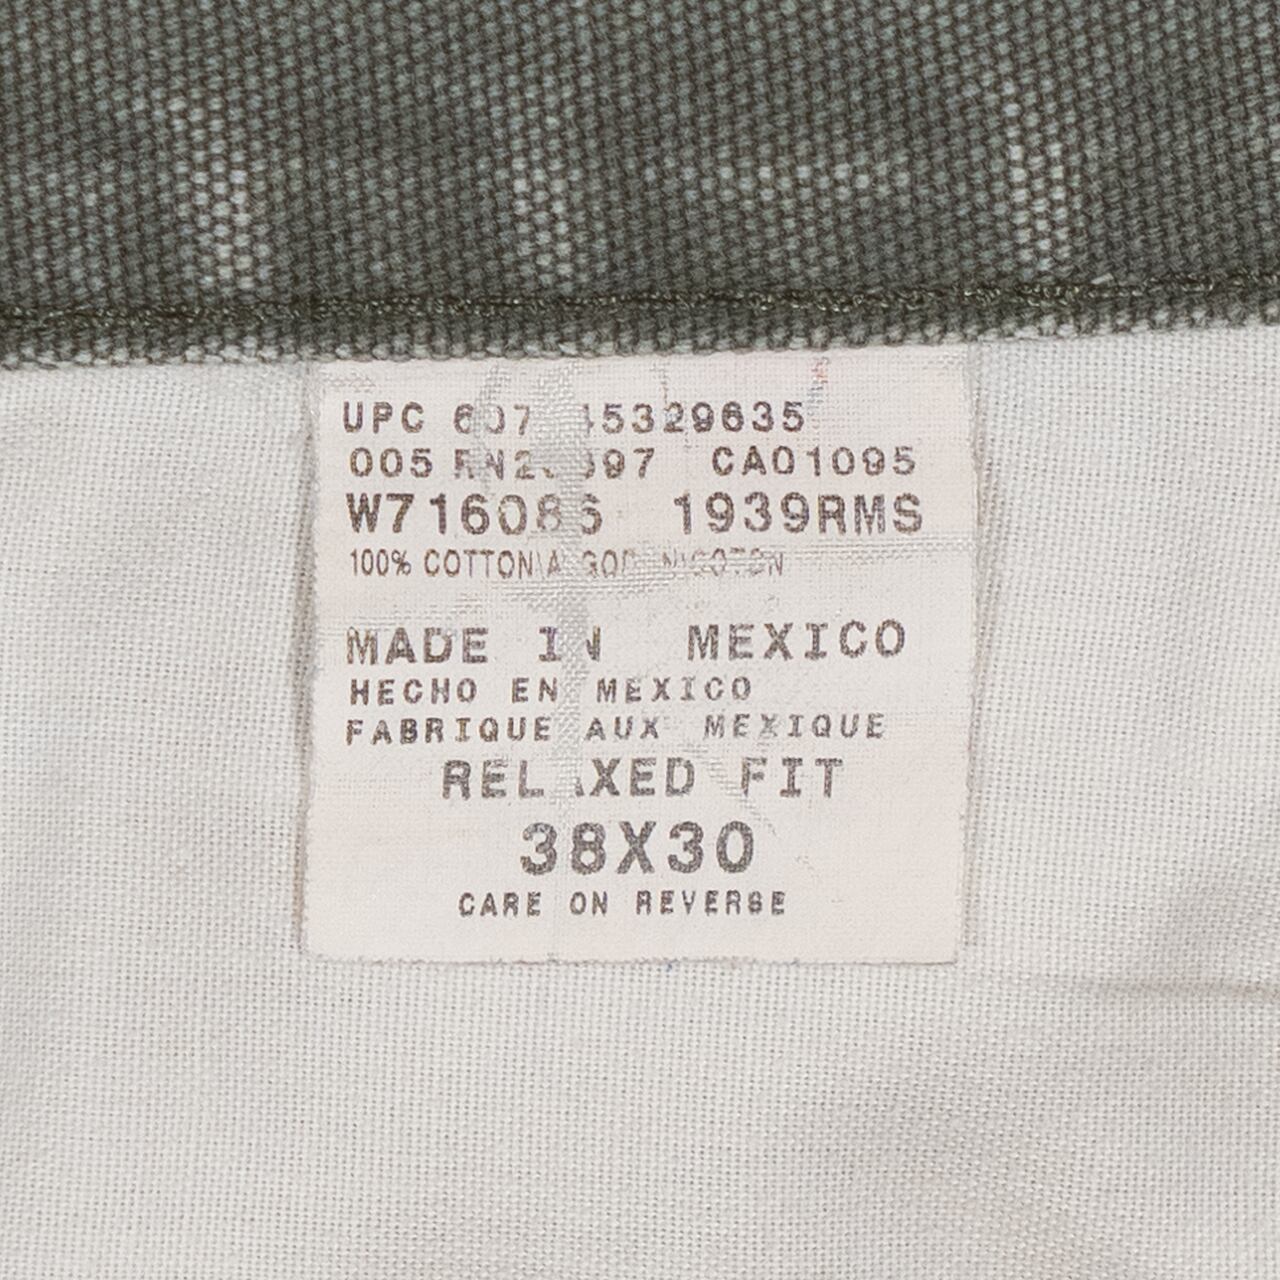 UPC
005 CA01095
W716086 1939RMS
100% COTTON
MADE IN MEXICO
HECHO EN MEXICO
FABRIQUE AUX MEXIQUE
RELAXED FIT
38X30
CARE ON REVERSE